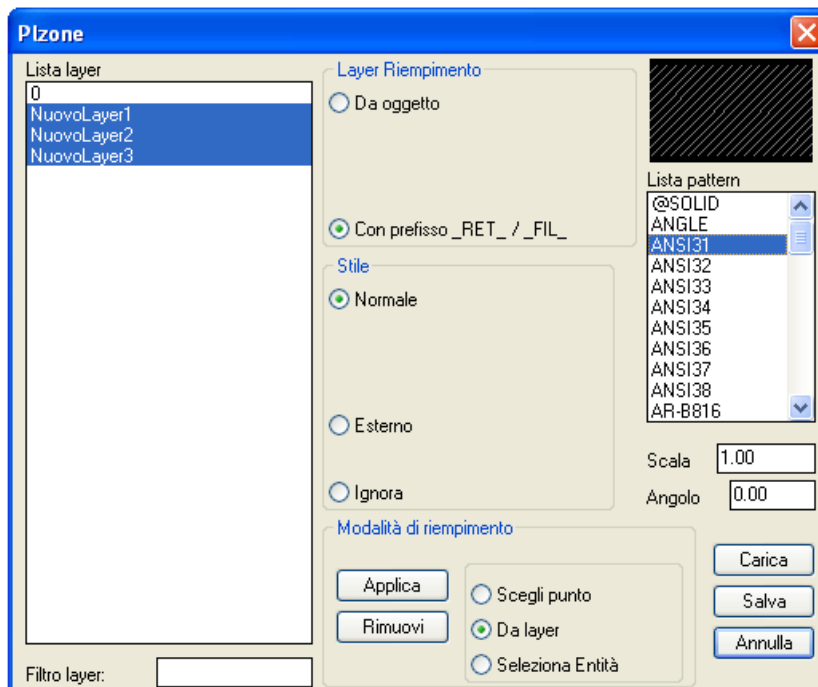 Plzone
Lista layer
0
NuovoLayer1
NuovoLayer2
NuovoLayer3
Filtro layer:
Layer Riempimento
Da oggetto
Con prefisso _RET_ / _FIL_
Stile
Normale
Esterno
Ignora
Modalità di riempimento
Applica
Rimuovi
Scegli punto
Da layer
Seleziona Entità
Lista pattern
@SOLID
ANGLE
ANSI31
ANSI32
ANSI33
ANSI34
ANSI35
ANSI36
ANSI37
ANSI38
AR-B816
Scala 1.00
Angolo 0.00
Carica
Salva
Annulla